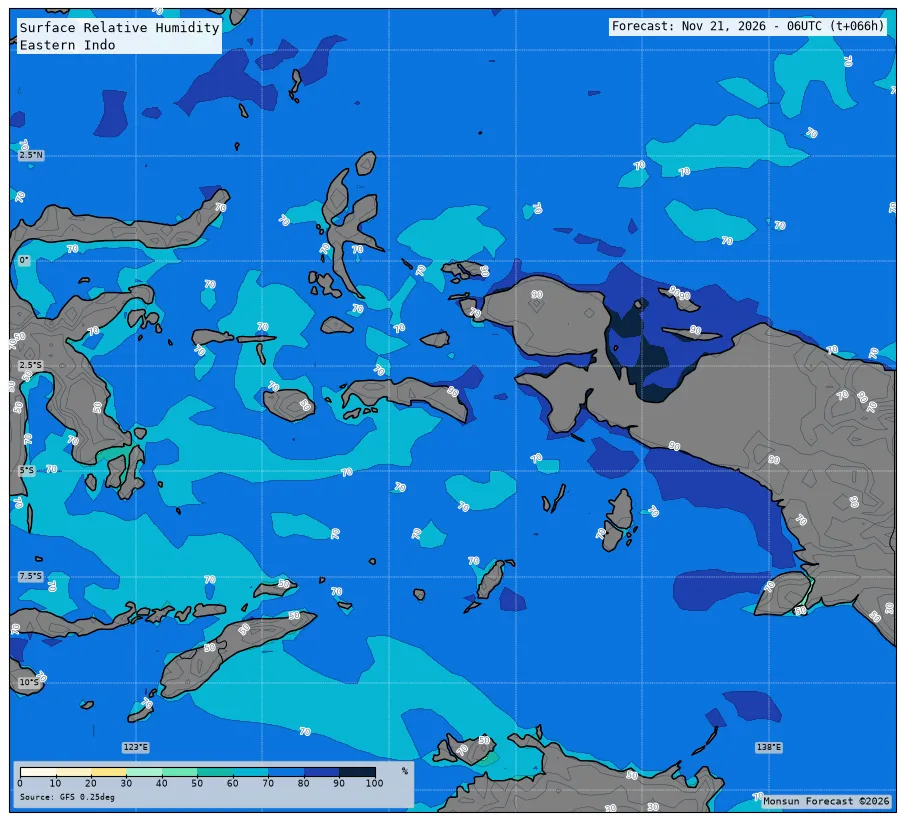 Surface Relative Humidity
Eastern Indo
Forecast: Nov 21, 2026 - 06UTC (t+066h)
2.5°N
0°
2.5°S
5°S
7.5°S
10°S
123°E
138°E
0 10 20 30 40 50 60 70 80 90 100 %
Source: GFS 0.25deg
Monsun Forecast ©2026